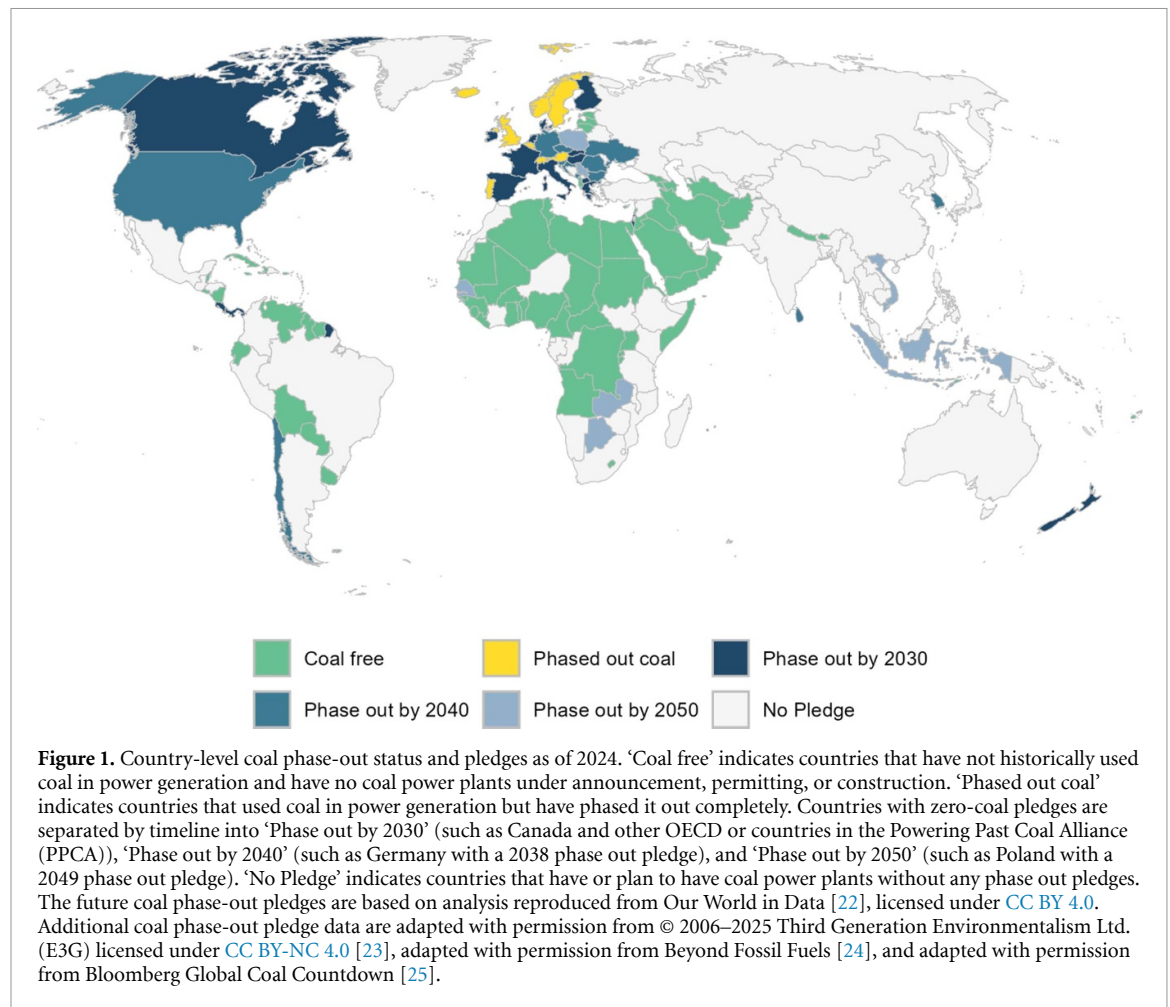 Coal free
Phased out coal
Phase out by 2030
Phase out by 2040
Phase out by 2050
No Pledge
Figure 1. Country-level coal phase-out status and pledges as of 2024. ‘Coal free’ indicates countries that have not historically used
coal in power generation and have no coal power plants under announcement, permitting, or construction. ‘Phased out coal’
indicates countries that used coal in power generation but have phased it out completely. Countries with zero-coal pledges are
separated by timeline into ‘Phase out by 2030’ (such as Canada and other OECD or countries in the Powering Past Coal Alliance
(PPCA)), ‘Phase out by 2040’ (such as Germany with a 2038 phase out pledge), and ‘Phase out by 2050’ (such as Poland with a
2049 phase out pledge). ‘No Pledge’ indicates countries that have or plan to have coal power plants without any phase out pledges.
The future coal phase-out pledges are based on analysis reproduced from Our World in Data [22], licensed under CC BY 4.0.
Additional coal phase-out pledge data are adapted with permission from © 2006–2025 Third Generation Environmentalism Ltd.
(E3G) licensed under CC BY-NC 4.0 [23], adapted with permission from Beyond Fossil Fuels [24], and adapted with permission
from Bloomberg Global Coal Countdown [25].